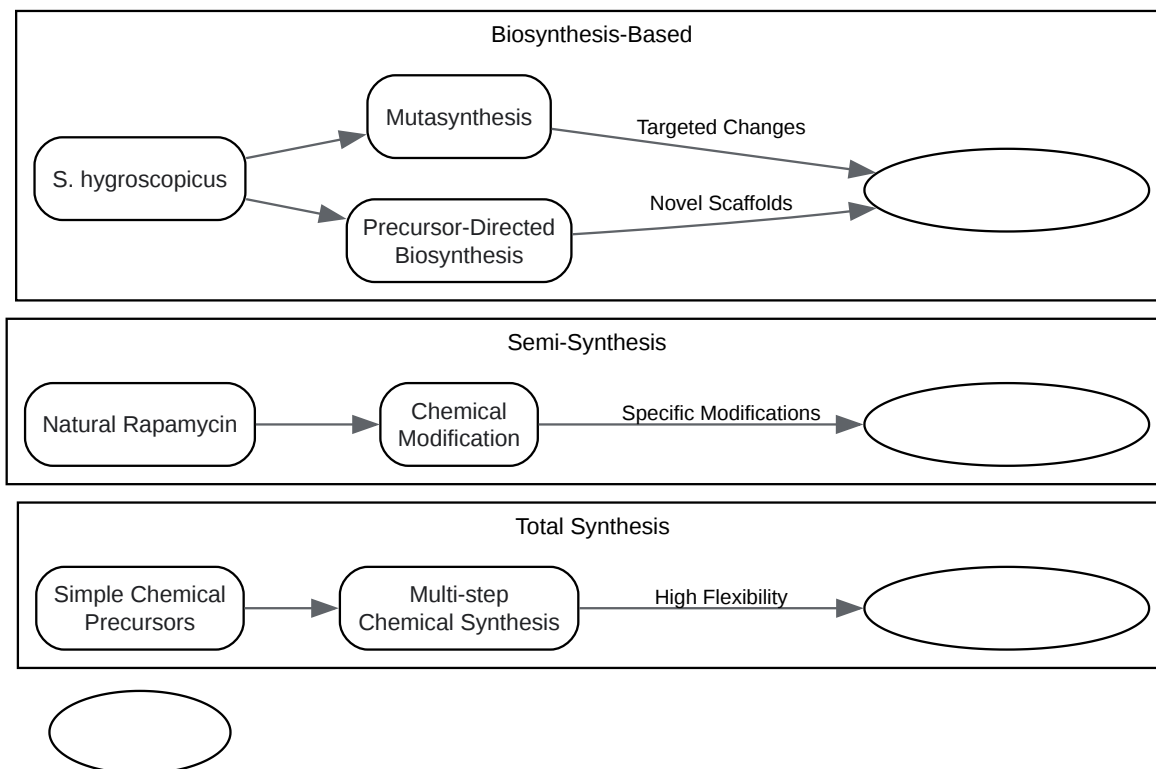 Biosynthesis-Based
Mutasynthesis
Targeted Changes
S. hygroscopicus
Novel Scaffolds
Precursor-Directed
Biosynthesis
Semi-Synthesis
Natural Rapamycin
Chemical
Modification
Specific Modifications
Total Synthesis
Simple Chemical
Precursors
Multi-step
Chemical Synthesis
High Flexibility